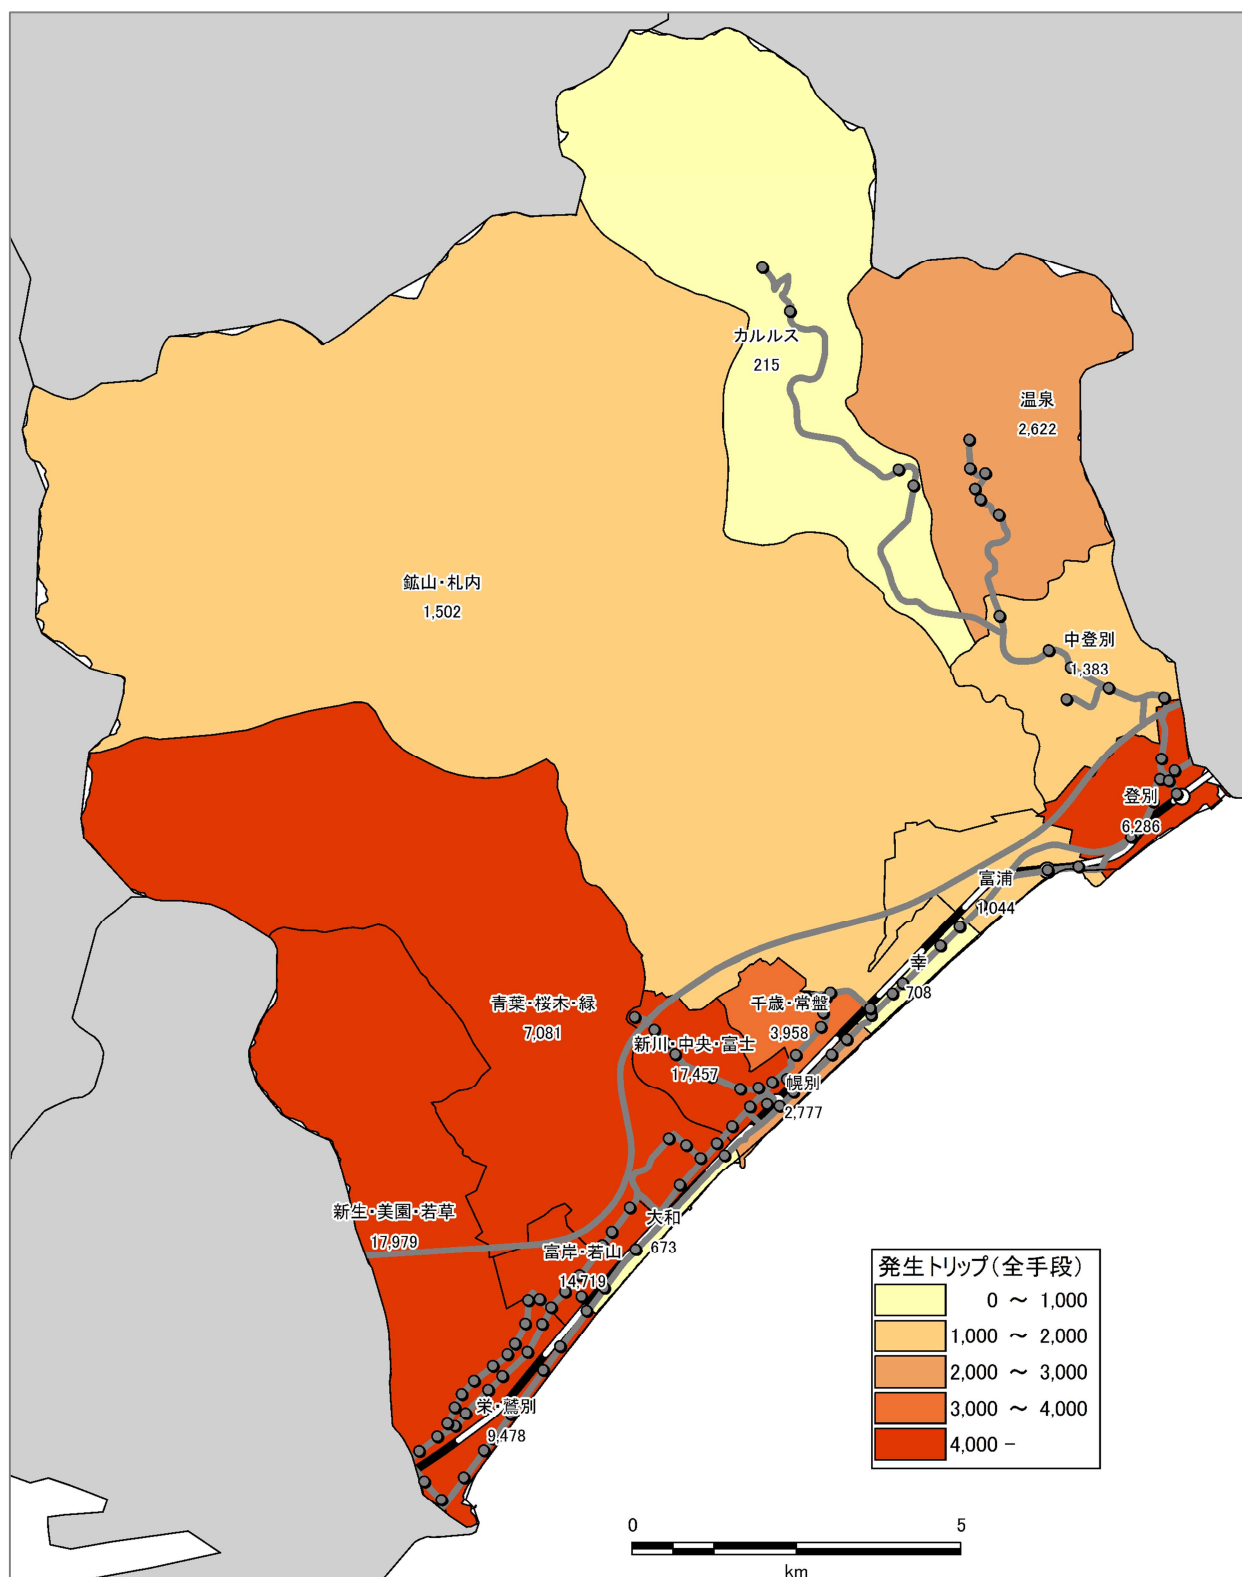 カルルス
215
温泉
2,622
鉱山・札内
1,502
中登別
1,383
登別
6,286
富浦
1,044
幸
708
千歳・常盤
3,958
青葉・桜木・緑
7,081
新川・中央・富士
17,457
幌別
2,777
新生・美園・若草
17,979
大和
673
富岸・若山
14,719
栄・鷲別
9,478
発生トリップ(全手段)
0 ～ 1,000
1,000 ～ 2,000
2,000 ～ 3,000
3,000 ～ 4,000
4,000 -
0 5
km